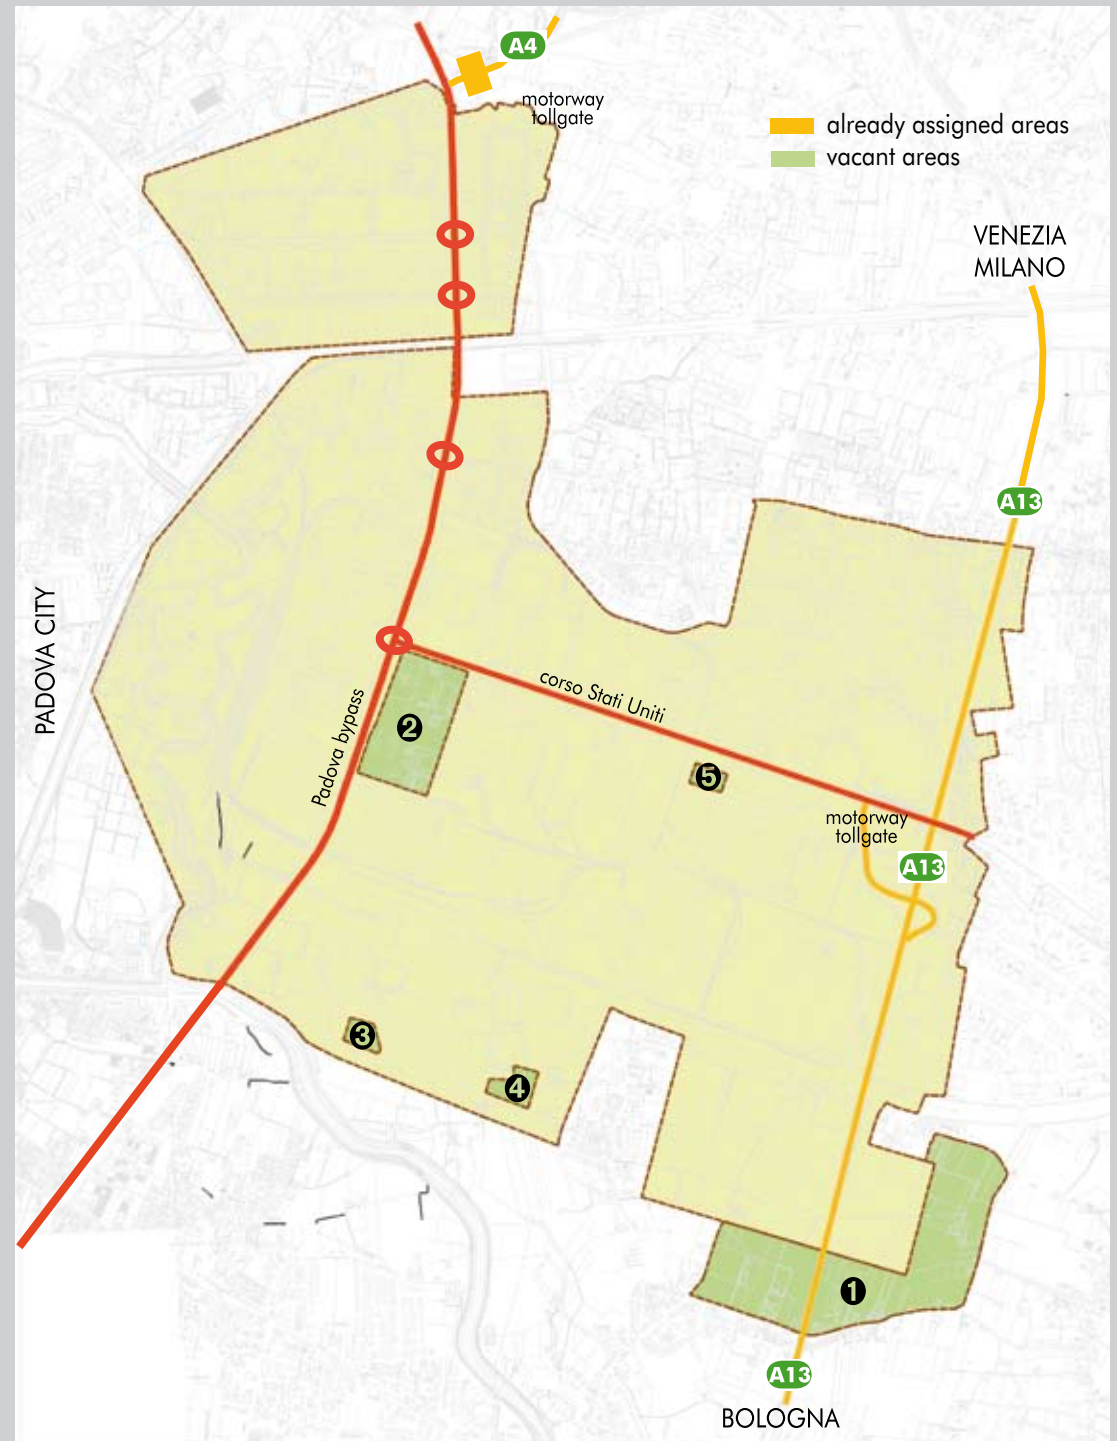 A4
motorway
tollgate
already assigned areas
vacant areas
VENEZIA
MILANO
A13
PADOVA CITY
corso Stati Uniti
Padova bypass
2
5
motorway
tollgate
A13
3
4
1
A13
BOLOGNA